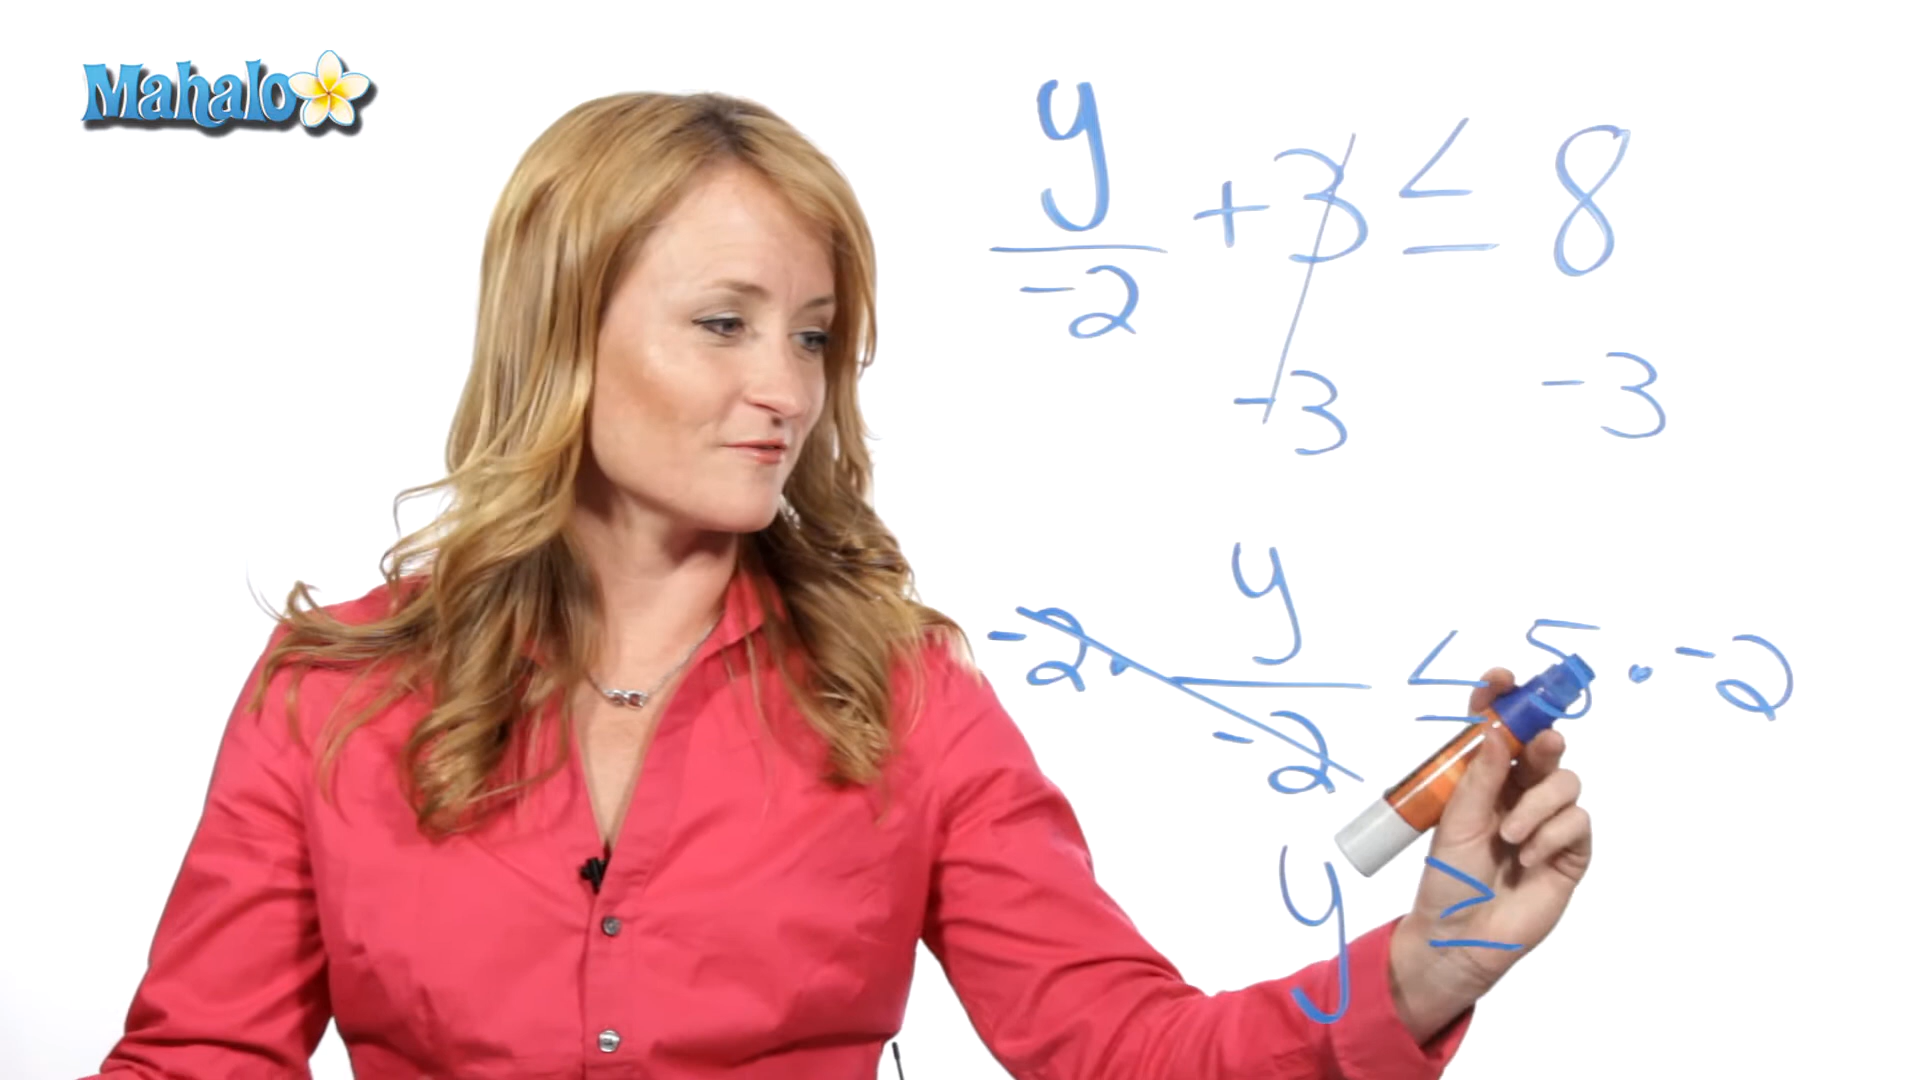 Mahalo
y/-2 + 3 ≤ 8
-3 -3
-2 · y/-2 ≤ 5 · -2
y ≥